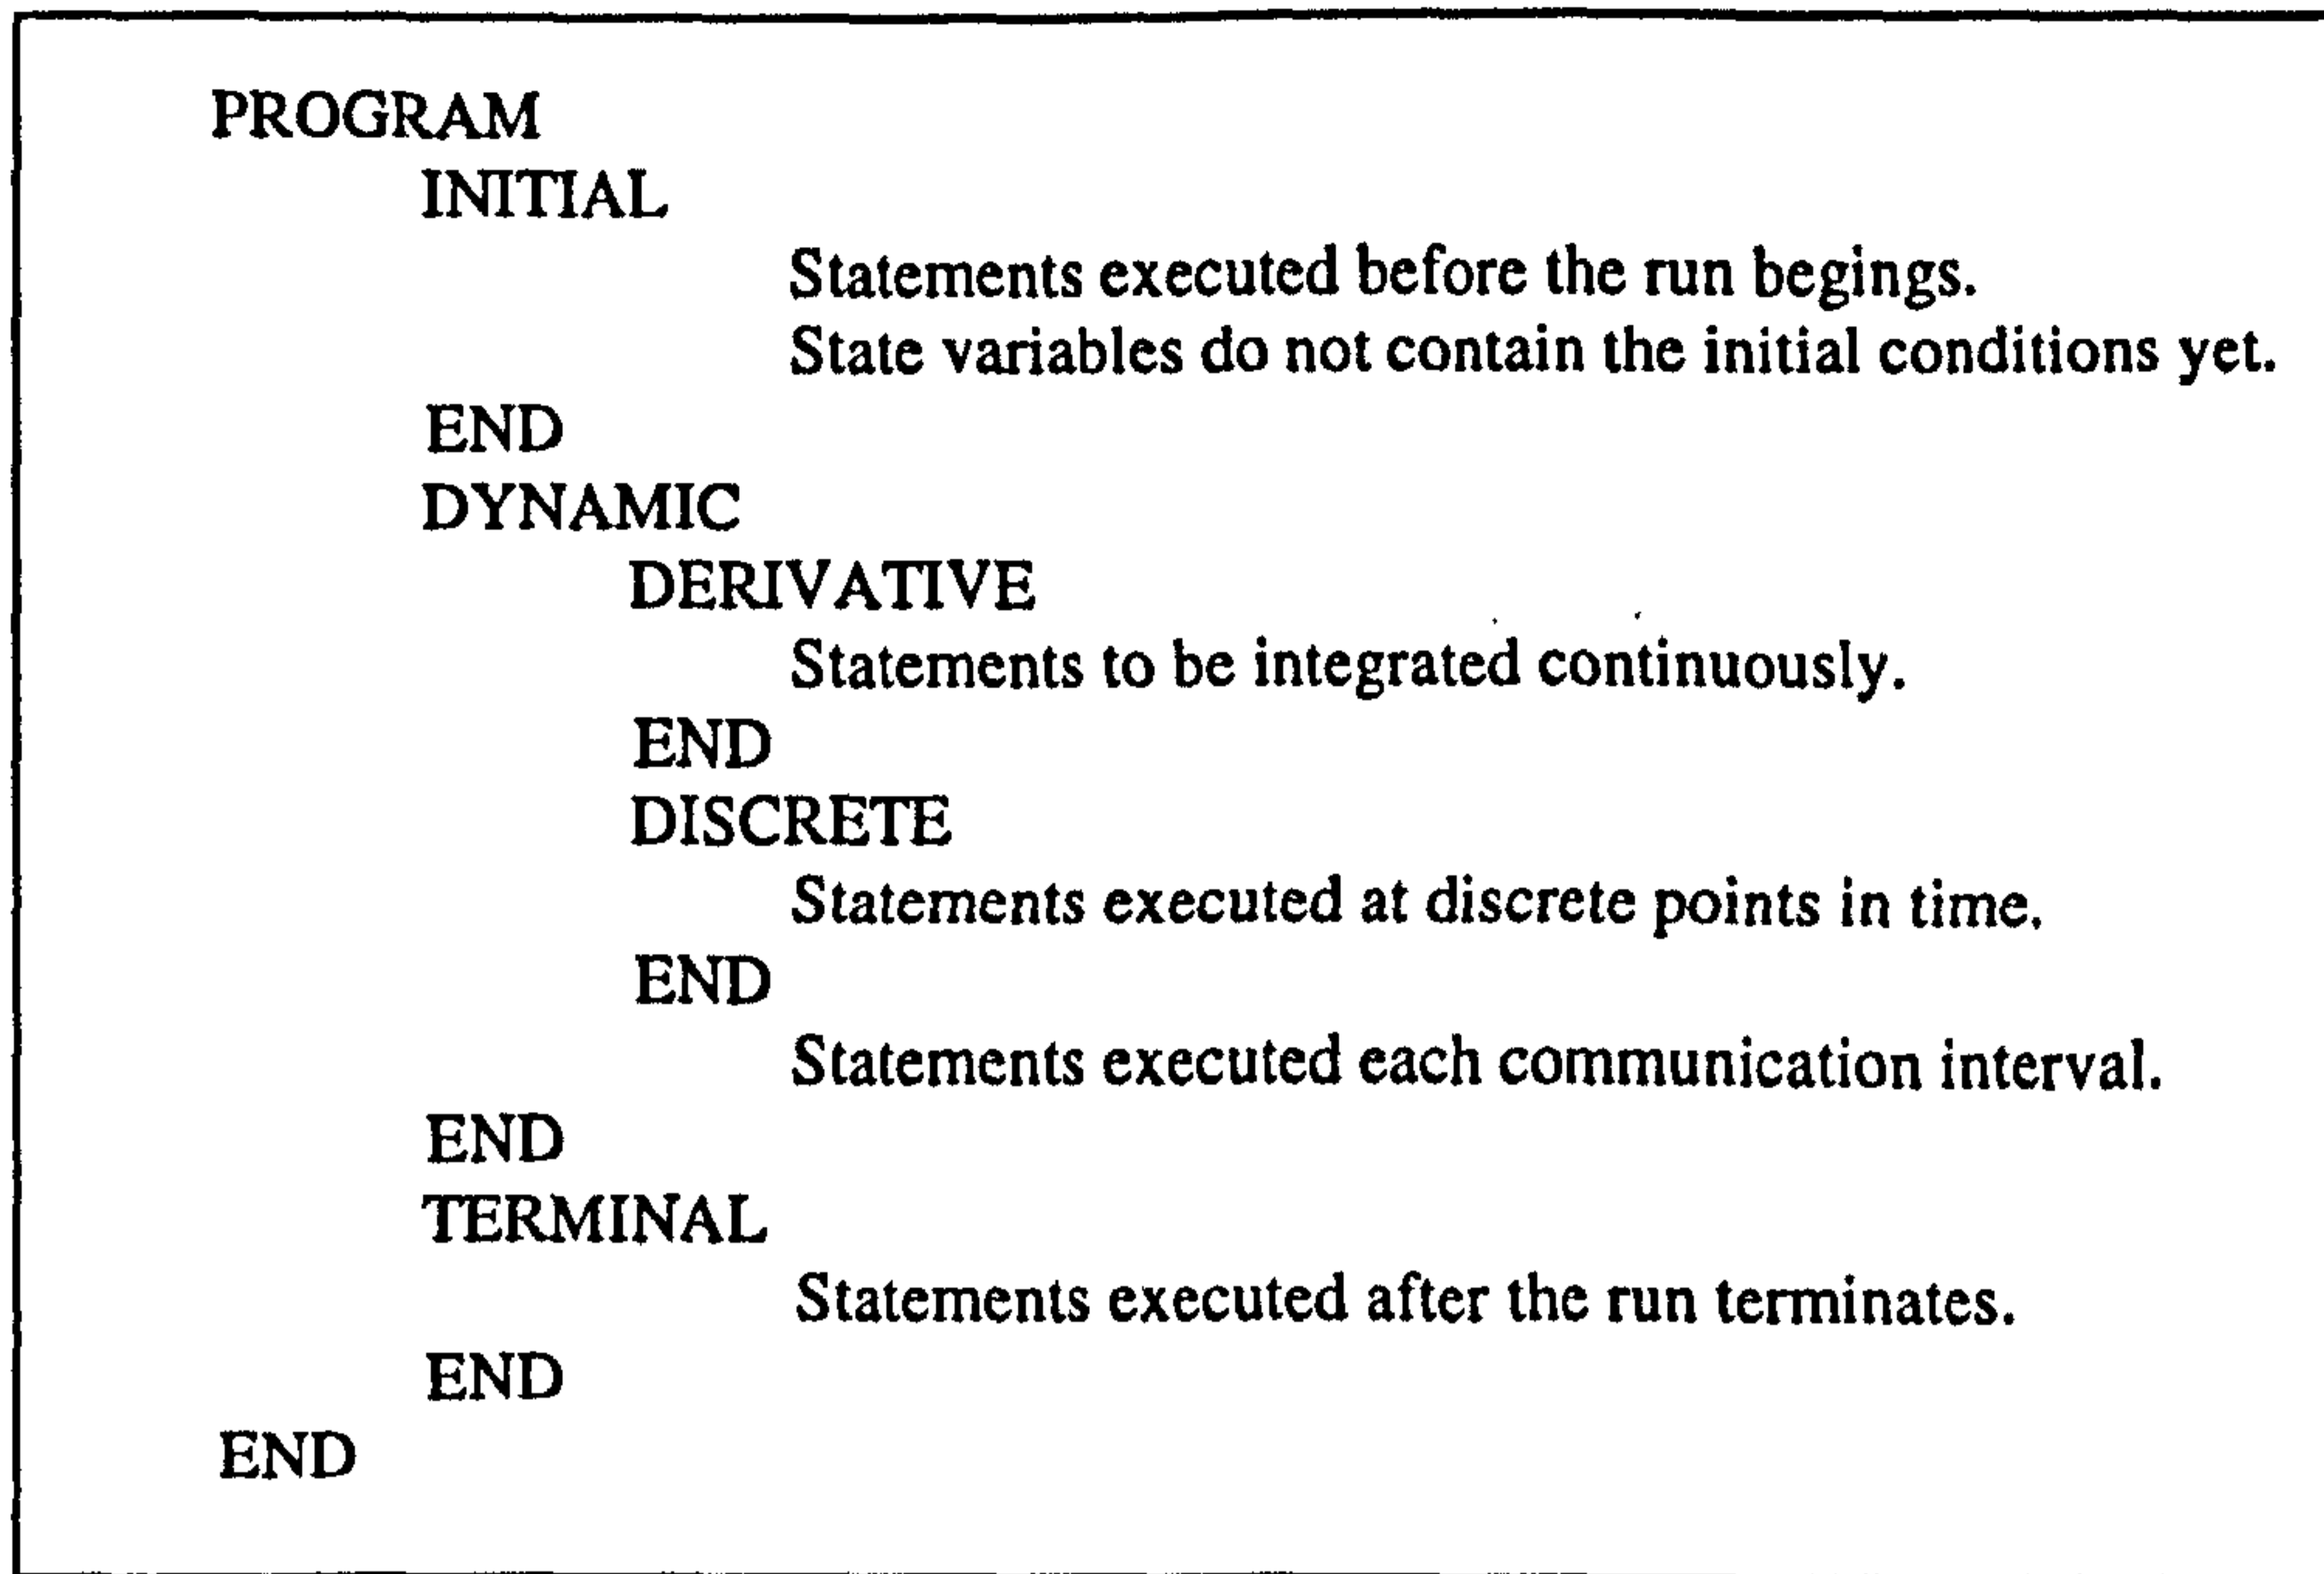 PROGRAM
INITIAL
Statements executed before the run begings.
State variables do not contain the initial conditions yet.
END
DYNAMIC
DERIVATIVE
Statements to be integrated continuously.
END
DISCRETE
Statements executed at discrete points in time.
END
Statements executed each communication interval.
END
TERMINAL
Statements executed after the run terminates.
END
END